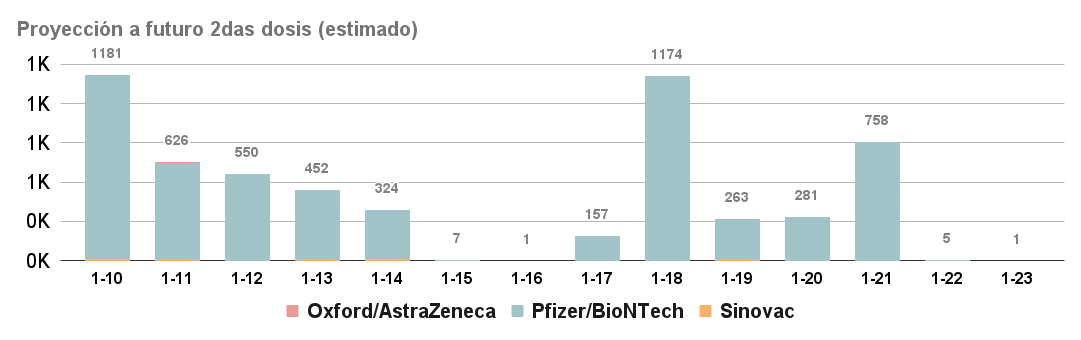 Proyección a futuro 2das dosis (estimado)
1K
1K
1K
1K
0K
0K
1181
626
550
452
324
7
1
157
1174
263
281
758
5
1
1-10 1-11 1-12 1-13 1-14 1-15 1-16 1-17 1-18 1-19 1-20 1-21 1-22 1-23
Oxford/AstraZeneca Pfizer/BioNTech Sinovac